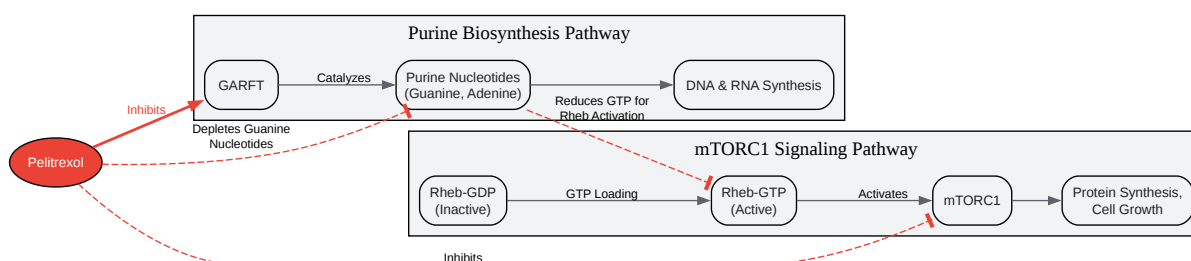 Purine Biosynthesis Pathway
GARFT
Catalyzes
Purine Nucleotides
(Guanine, Adenine)
DNA & RNA Synthesis
Inhibits
Reduces GTP for
Rheb Activation
Depletes Guanine
Nucleotides
Pelitrexol
mTORC1 Signaling Pathway
Rheb-GDP
(Inactive)
GTP Loading
Rheb-GTP
(Active)
Activates
mTORC1
Protein Synthesis,
Cell Growth
Inhibits